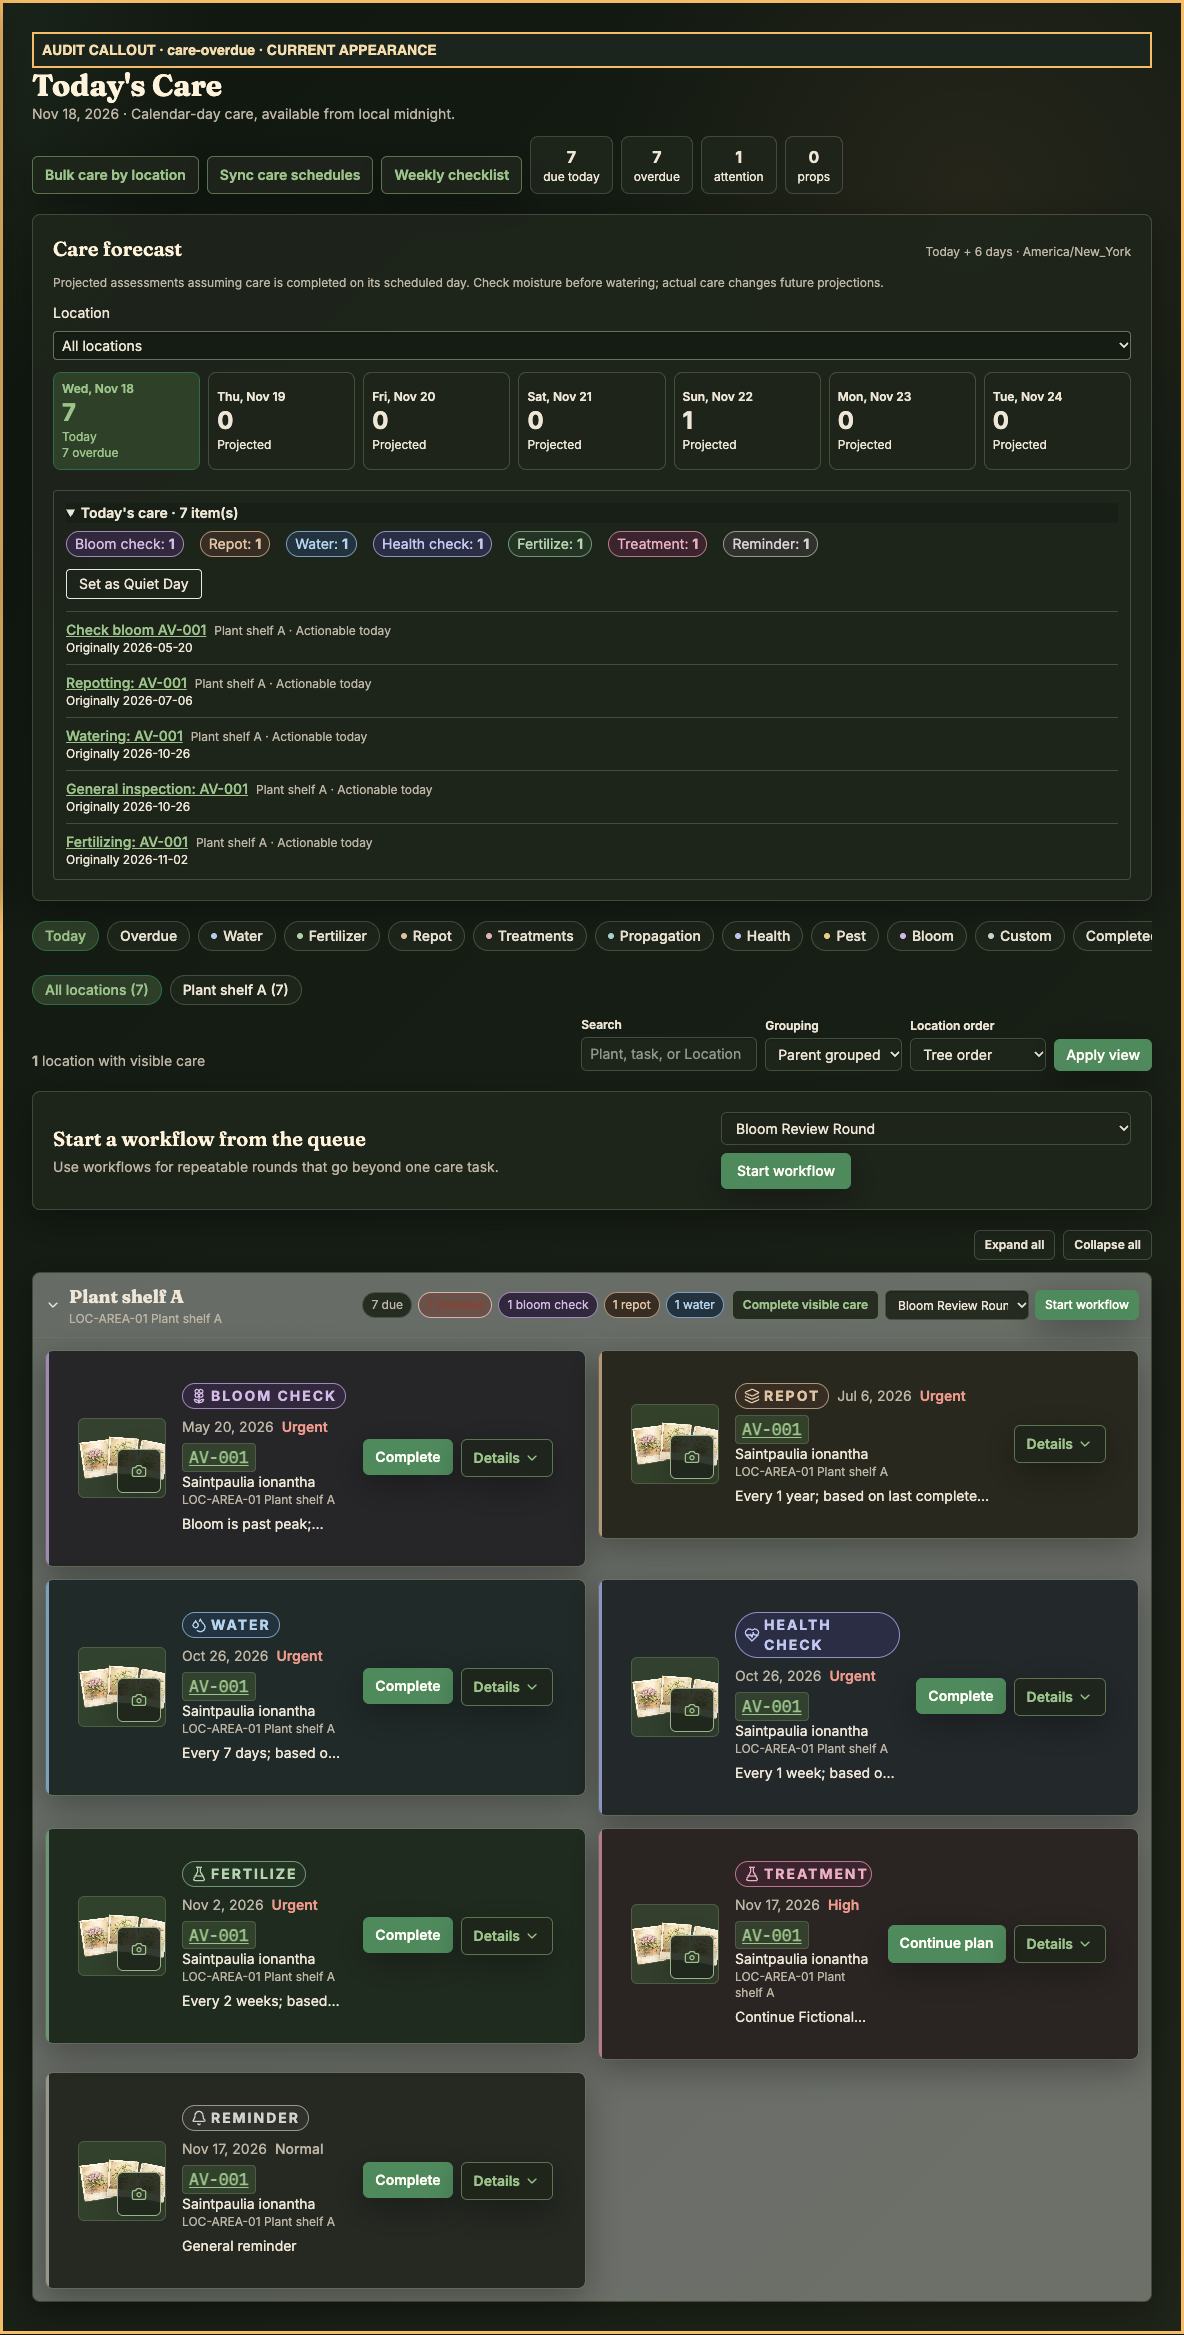 AUDIT CALLOUT · care-overdue · CURRENT APPEARANCE
Today's Care
Nov 18, 2026 · Calendar-day care, available from local midnight.
Bulk care by location
Sync care schedules
Weekly checklist
7
due today
7
overdue
1
attention
0
props
Care forecast
Today + 6 days · America/New_York
Projected assessments assuming care is completed on its scheduled day. Check moisture before watering; actual care changes future projections.
Location
All locations
Wed, Nov 18
7
Today
7 overdue
Thu, Nov 19
0
Projected
Fri, Nov 20
0
Projected
Sat, Nov 21
0
Projected
Sun, Nov 22
1
Projected
Mon, Nov 23
0
Projected
Tue, Nov 24
0
Projected
▼ Today's care · 7 item(s)
Bloom check: 1
Repot: 1
Water: 1
Health check: 1
Fertilize: 1
Treatment: 1
Reminder: 1
Set as Quiet Day
Check bloom AV-001 Plant shelf A · Actionable today
Originally 2026-05-20
Repotting: AV-001 Plant shelf A · Actionable today
Originally 2026-07-06
Watering: AV-001 Plant shelf A · Actionable today
Originally 2026-10-26
General inspection: AV-001 Plant shelf A · Actionable today
Originally 2026-10-26
Fertilizing: AV-001 Plant shelf A · Actionable today
Originally 2026-11-02
Today
Overdue
Water
Fertilizer
Repot
Treatments
Propagation
Health
Pest
Bloom
Custom
Complete
All locations (7)
Plant shelf A (7)
1 location with visible care
Search
Plant, task, or Location
Grouping
Parent grouped
Location order
Tree order
Apply view
Start a workflow from the queue
Use workflows for repeatable rounds that go beyond one care task.
Bloom Review Round
Start workflow
Expand all
Collapse all
Plant shelf A
LOC-AREA-01 Plant shelf A
7 due
1 bloom check
1 repot
1 water
Complete visible care
Bloom Review Roun
Start workflow
BLOOM CHECK
May 20, 2026 Urgent
AV-001
Saintpaulia ionantha
LOC-AREA-01 Plant shelf A
Bloom is past peak;...
Complete
Details
REPOT
Jul 6, 2026 Urgent
AV-001
Saintpaulia ionantha
LOC-AREA-01 Plant shelf A
Every 1 year; based on last complete...
Details
WATER
Oct 26, 2026 Urgent
AV-001
Saintpaulia ionantha
LOC-AREA-01 Plant shelf A
Every 7 days; based o...
Complete
Details
HEALTH
CHECK
Oct 26, 2026 Urgent
AV-001
Saintpaulia ionantha
LOC-AREA-01 Plant shelf A
Every 1 week; based o...
Complete
Details
FERTILIZE
Nov 2, 2026 Urgent
AV-001
Saintpaulia ionantha
LOC-AREA-01 Plant shelf A
Every 2 weeks; based...
Complete
Details
TREATMENT
Nov 17, 2026 High
AV-001
Saintpaulia ionantha
LOC-AREA-01 Plant
shelf A
Continue Fictional...
Continue plan
Details
REMINDER
Nov 17, 2026 Normal
AV-001
Saintpaulia ionantha
LOC-AREA-01 Plant shelf A
General reminder
Complete
Details